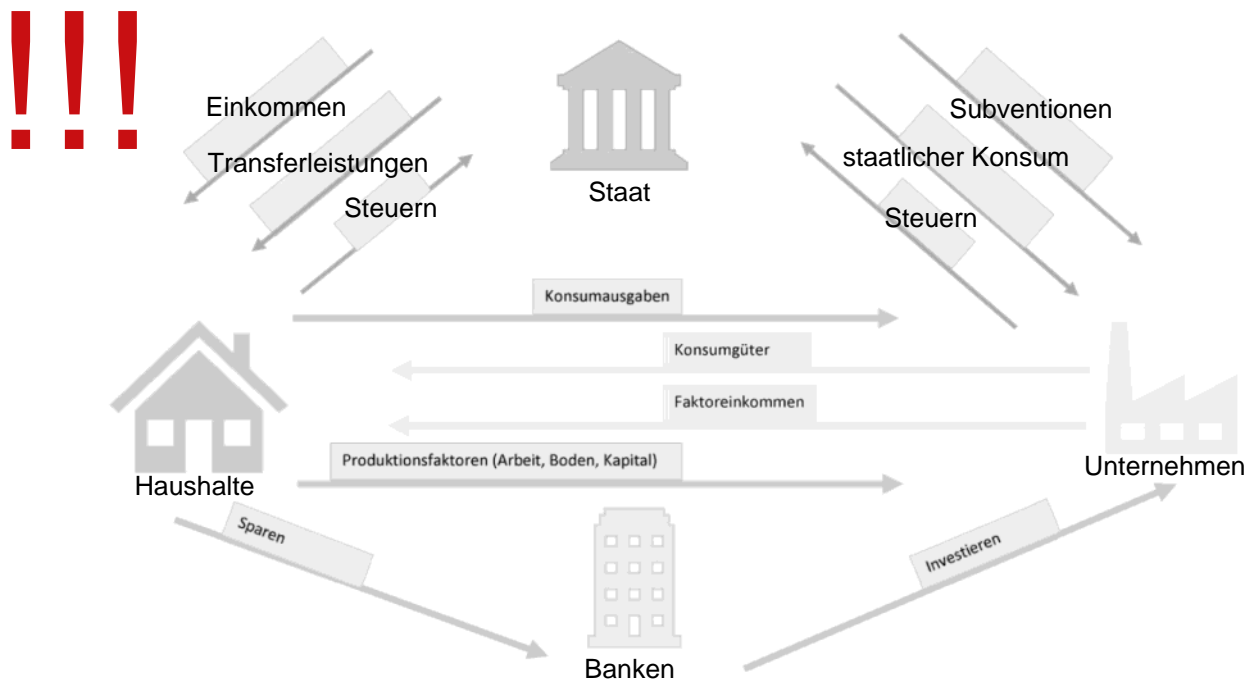 !!!
Einkommen
Transferleistungen
Steuern
Staat
Subventionen
staatlicher Konsum
Steuern
Konsumausgaben
Konsumgüter
Faktoreinkommen
Produktionsfaktoren (Arbeit, Boden, Kapital)
Haushalte
Unternehmen
Sparen
Investieren
Banken